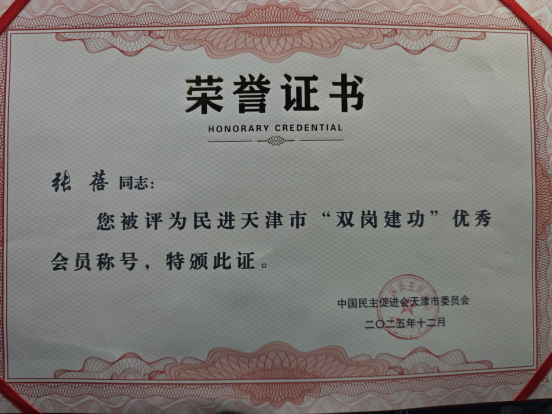 荣誉证书
HONORARY CREDENTIAL
张 蓓 同志：
您被评为民进天津市“双岗建功”优秀
会员称号，特颁此证。
中国民主促进会天津市委员会
二〇二五年十二月